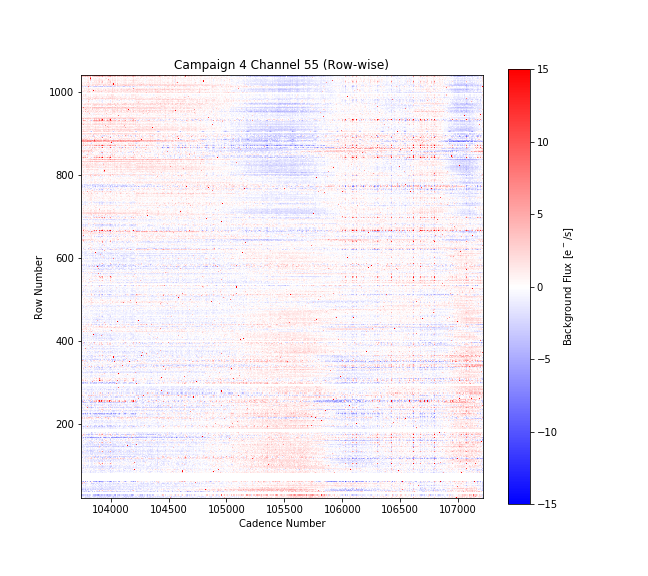 Campaign 4 Channel 55 (Row-wise)
1000
800
600
400
200
Row Number
104000 104500 105000 105500 106000 106500 107000
Cadence Number
15
10
5
0
−5
−10
−15
Background Flux [e⁻/s]